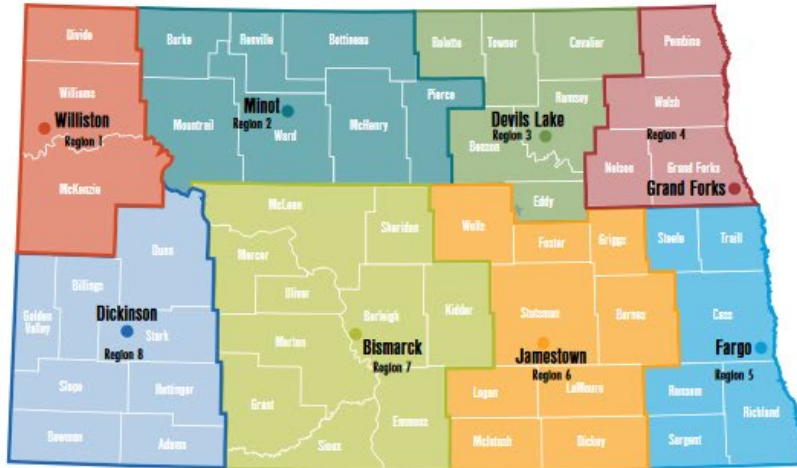 Divide
Williams
Williston
Region 1
McKenzie
Burke
Renville
Bottineau
Minot
Region 2
Mountrail
Ward
McHenry
Pierce
Rolette
Towner
Cavalier
Ramsey
Devils Lake
Region 3
Benson
Eddy
Pembina
Walsh
Region 4
Nelson
Grand Forks
Grand Forks
Dunn
Billings
Golden
Valley
Dickinson
Stark
Region 8
Slope
Hettinger
Bowman
Adams
McLean
Sheridan
Mercer
Oliver
Burleigh
Kidder
Morton
Bismarck
Region 7
Grant
Emmons
Sioux
Wells
Foster
Griggs
Stutsman
Barnes
Jamestown
Region 6
Logan
LaMoure
McIntosh
Dickey
Steele
Traill
Cass
Fargo
Region 5
Ransom
Richland
Sargent